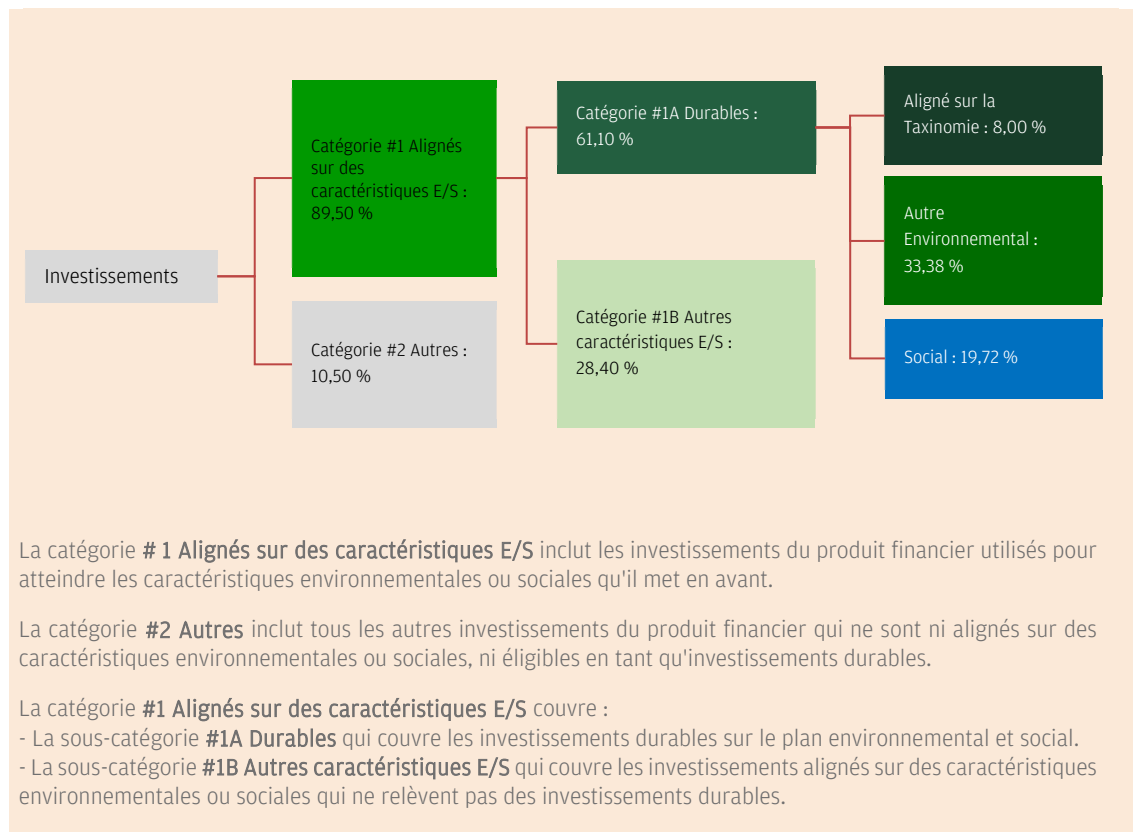 Investissements
Catégorie #1 Alignés
sur des
caractéristiques E/S :
89,50 %
Catégorie #2 Autres :
10,50 %
Catégorie #1A Durables :
61,10 %
Catégorie #1B Autres
caractéristiques E/S :
28,40 %
Aligné sur la
Taxinomie : 8,00 %
Autre
Environnemental :
33,38 %
Social : 19,72 %
La catégorie # 1 Alignés sur des caractéristiques E/S inclut les investissements du produit financier utilisés pour
atteindre les caractéristiques environnementales ou sociales qu'il met en avant.
La catégorie #2 Autres inclut tous les autres investissements du produit financier qui ne sont ni alignés sur des
caractéristiques environnementales ou sociales, ni éligibles en tant qu'investissements durables.
La catégorie #1 Alignés sur des caractéristiques E/S couvre :
- La sous-catégorie #1A Durables qui couvre les investissements durables sur le plan environnemental et social.
- La sous-catégorie #1B Autres caractéristiques E/S qui couvre les investissements alignés sur des caractéristiques
environnementales ou sociales qui ne relèvent pas des investissements durables.